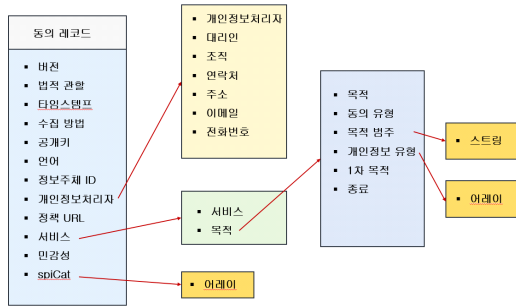 동의 레코드
버전
법적 관할
타임스템프
수집 방법
공개키
언어
정보주체 ID
개인정보처리자
정책 URL
서비스
민감성
spiCat
개인정보처리자
대리인
조직
연락처
주소
이메일
전화번호
서비스
목적
어레이
목적
동의 유형
목적 범주
개인정보 유형
1차 목적
종료
스트링
어레이